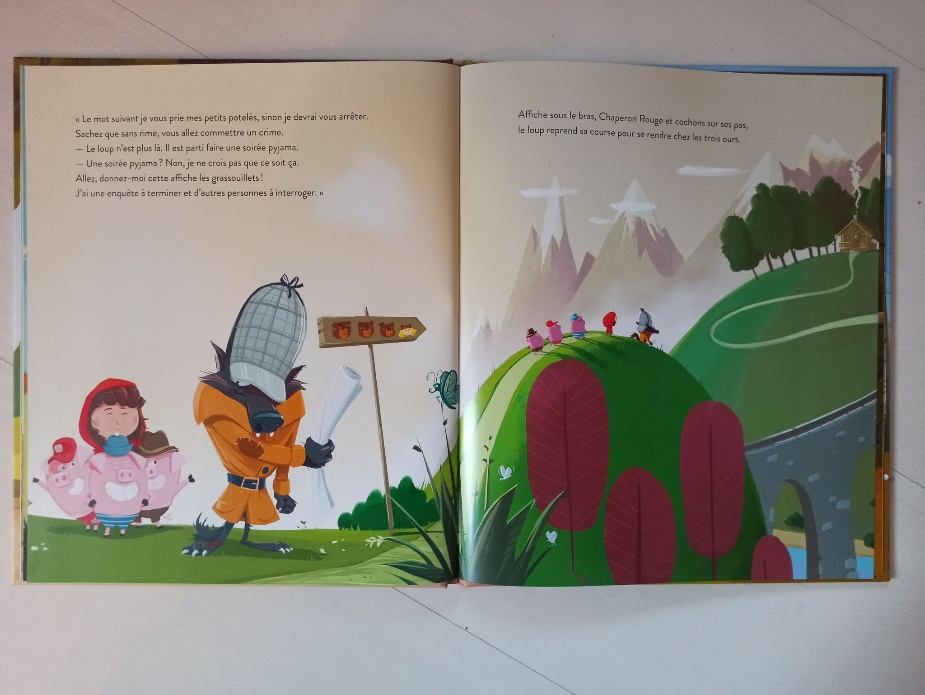 « Le mot suivant je vous prie mes petits potelés, sinon je devrai vous arrêter.
Sachez que sans rime, vous allez commettre un crime.
— Le loup n'est plus là. Il est parti faire une soirée pyjama.
— Une soirée pyjama ? Non, je ne crois pas que ce soit ça.
Allez, donnez-moi cette affiche les grassouillets !
J'ai une enquête à terminer et d'autres personnes à interroger. »
Affiche sous le bras, Chaperon Rouge et cochons sur ses pas,
le loup reprend sa course pour se rendre chez les trois ours.